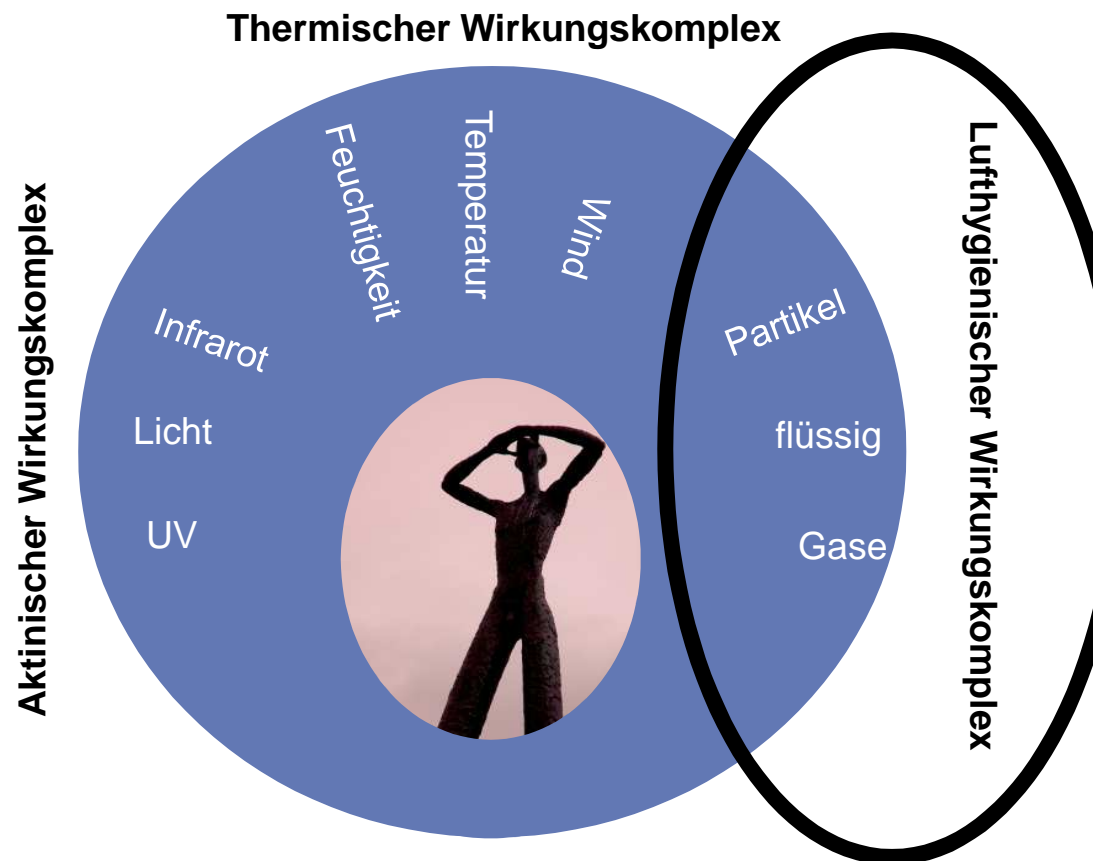 Thermischer Wirkungskomplex
Aktinischer Wirkungskomplex
Feuchtigkeit
Temperatur
Wind
Infrarot
Licht
UV
Partikel
flüssig
Gase
Lufthygienischer Wirkungskomplex